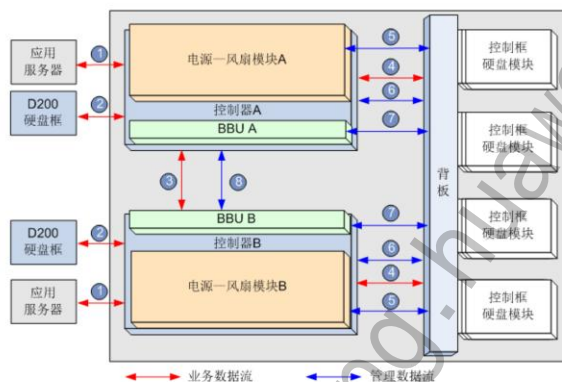 应用
服务器
1
电源—风扇模块A
5
控制框
硬盘模块
4
D200
硬盘框
2
控制器A
6
BBU A
7
控制框
硬盘模块
3
8
背
板
D200
硬盘框
2
BBU B
7
控制框
硬盘模块
控制器B
6
4
应用
服务器
1
电源—风扇模块B
5
控制框
硬盘模块
业务数据流
管理数据流